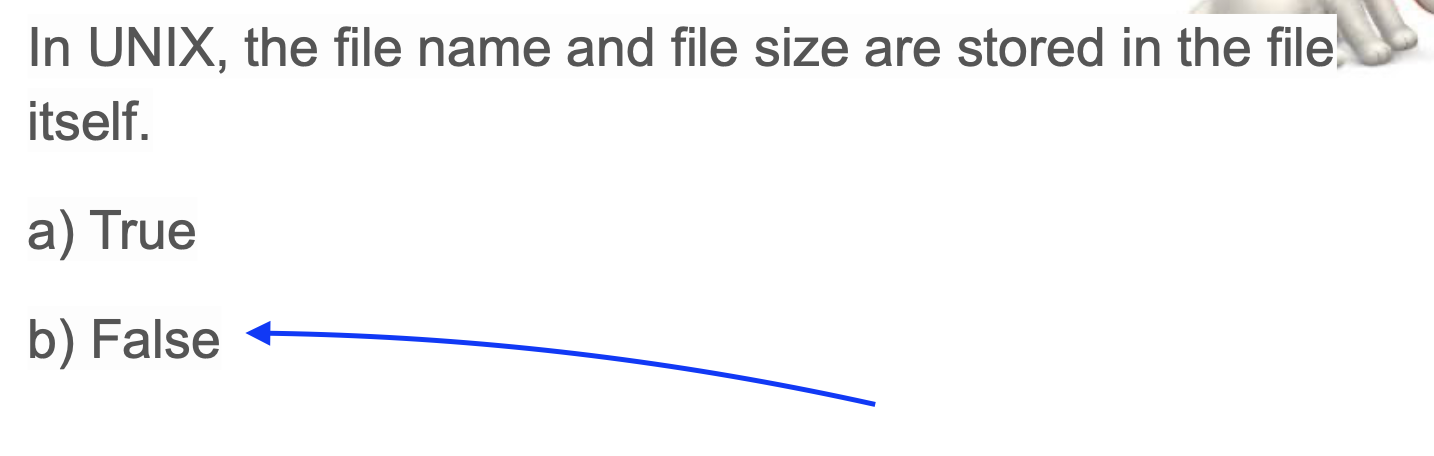 In UNIX, the file name and file size are stored in the file
itself.
a) True
b) False